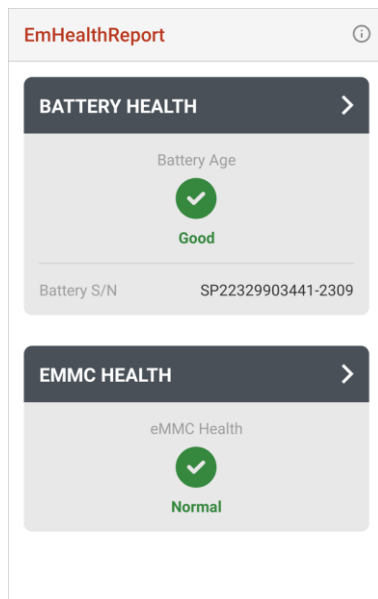 EmHealthReport
BATTERY HEALTH
Battery Age
Good
Battery S/N SP22329903441-2309
EMMC HEALTH
eMMC Health
Normal